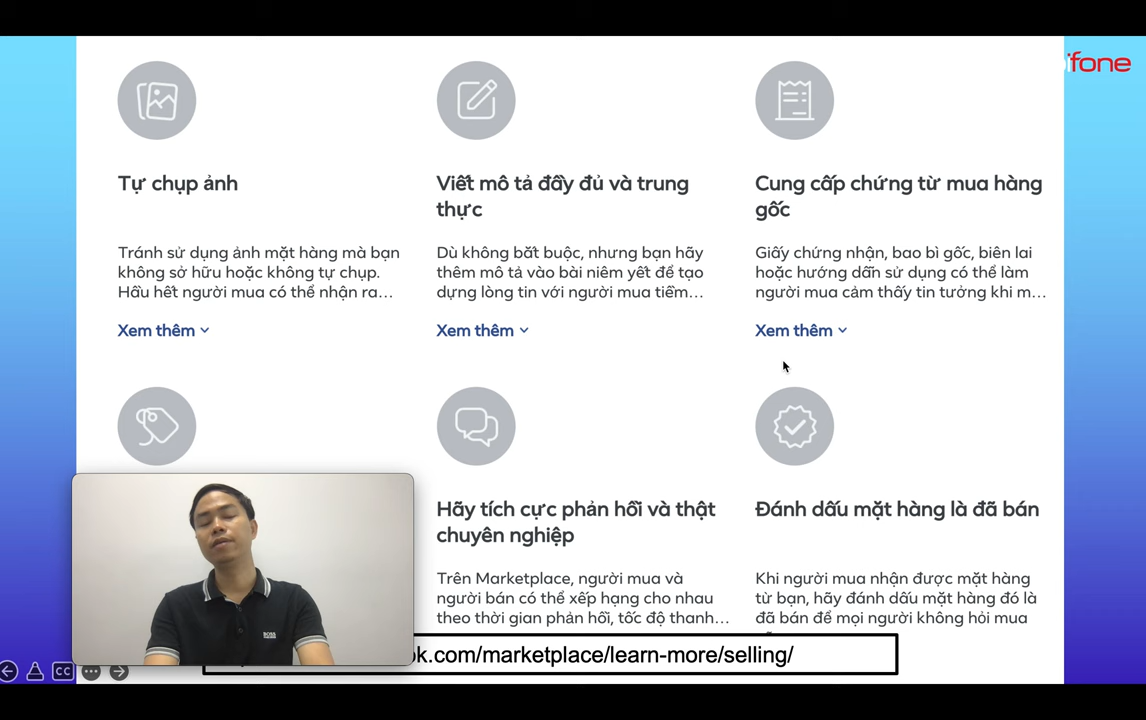 fone
Tự chụp ảnh
Tránh sử dụng ảnh mặt hàng mà bạn
không sở hữu hoặc không tự chụp.
Hầu hết người mua có thể nhận ra…
Xem thêm
Viết mô tả đầy đủ và trung
thực
Dù không bắt buộc, nhưng bạn hãy
thêm mô tả vào bài niêm yết để tạo
dựng lòng tin với người mua tiềm…
Xem thêm
Cung cấp chứng từ mua hàng
gốc
Giấy chứng nhận, bao bì gốc, biên lai
hoặc hướng dẫn sử dụng có thể làm
người mua cảm thấy tin tưởng khi m…
Xem thêm
Hãy tích cực phản hồi và thật
chuyên nghiệp
Trên Marketplace, người mua và
người bán có thể xếp hạng cho nhau
theo thời gian phản hồi, tốc độ thanh…
Đánh dấu mặt hàng là đã bán
Khi người mua nhận được mặt hàng
từ bạn, hãy đánh dấu mặt hàng đó là
đã bán để mọi người không hỏi mua
ok.com/marketplace/learn-more/selling/
BOSS
CC